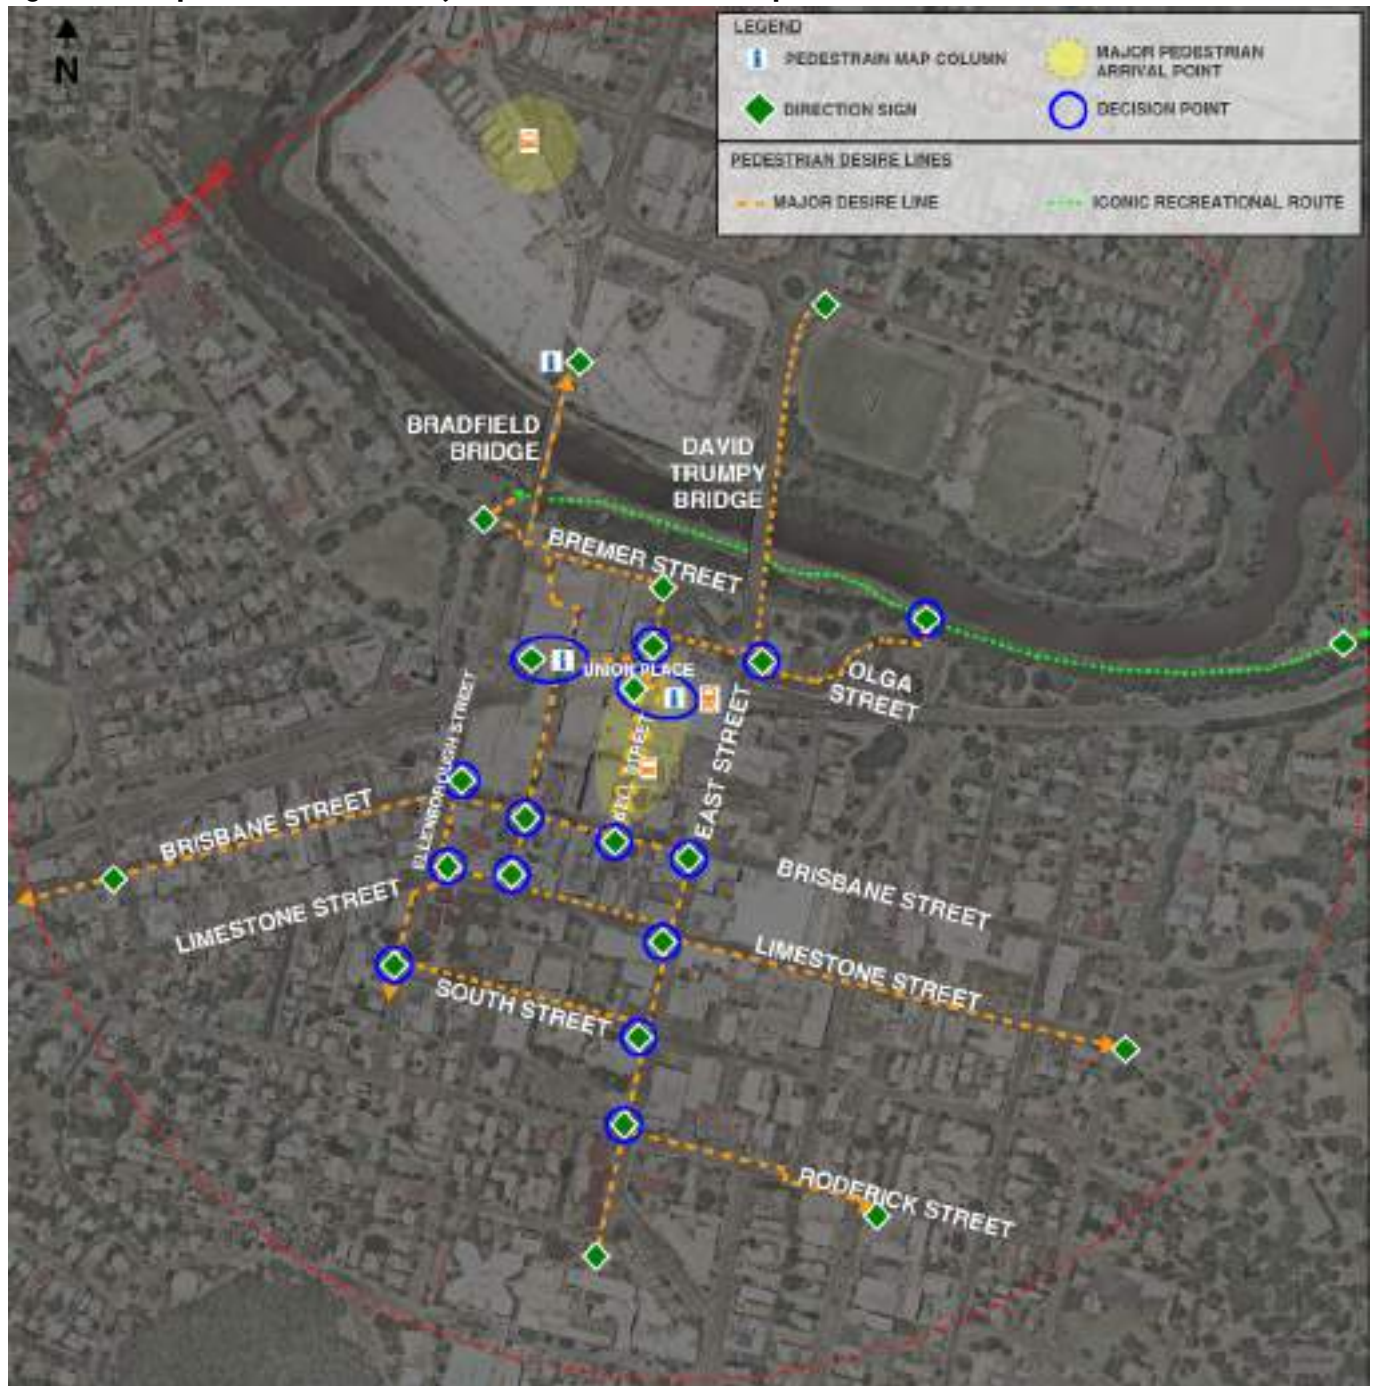 N
LEGEND
PEDESTRAIN MAP COLUMN
MAJOR PEDESTRIAN
ARRIVAL POINT
DIRECTION SIGN
DECISION POINT
PEDESTRIAN DESIRE LINES
MAJOR DESIRE LINE
ICONIC RECREATIONAL ROUTE
BRADFIELD
BRIDGE
DAVID
TRUMPY
BRIDGE
BREMER STREET
UNION PLACE
OLGA
STREET
ELLENBOROUGH STREET
BELL STREET
EAST STREET
BRISBANE STREET
BRISBANE STREET
LIMESTONE STREET
LIMESTONE STREET
SOUTH STREET
RODERICK STREET